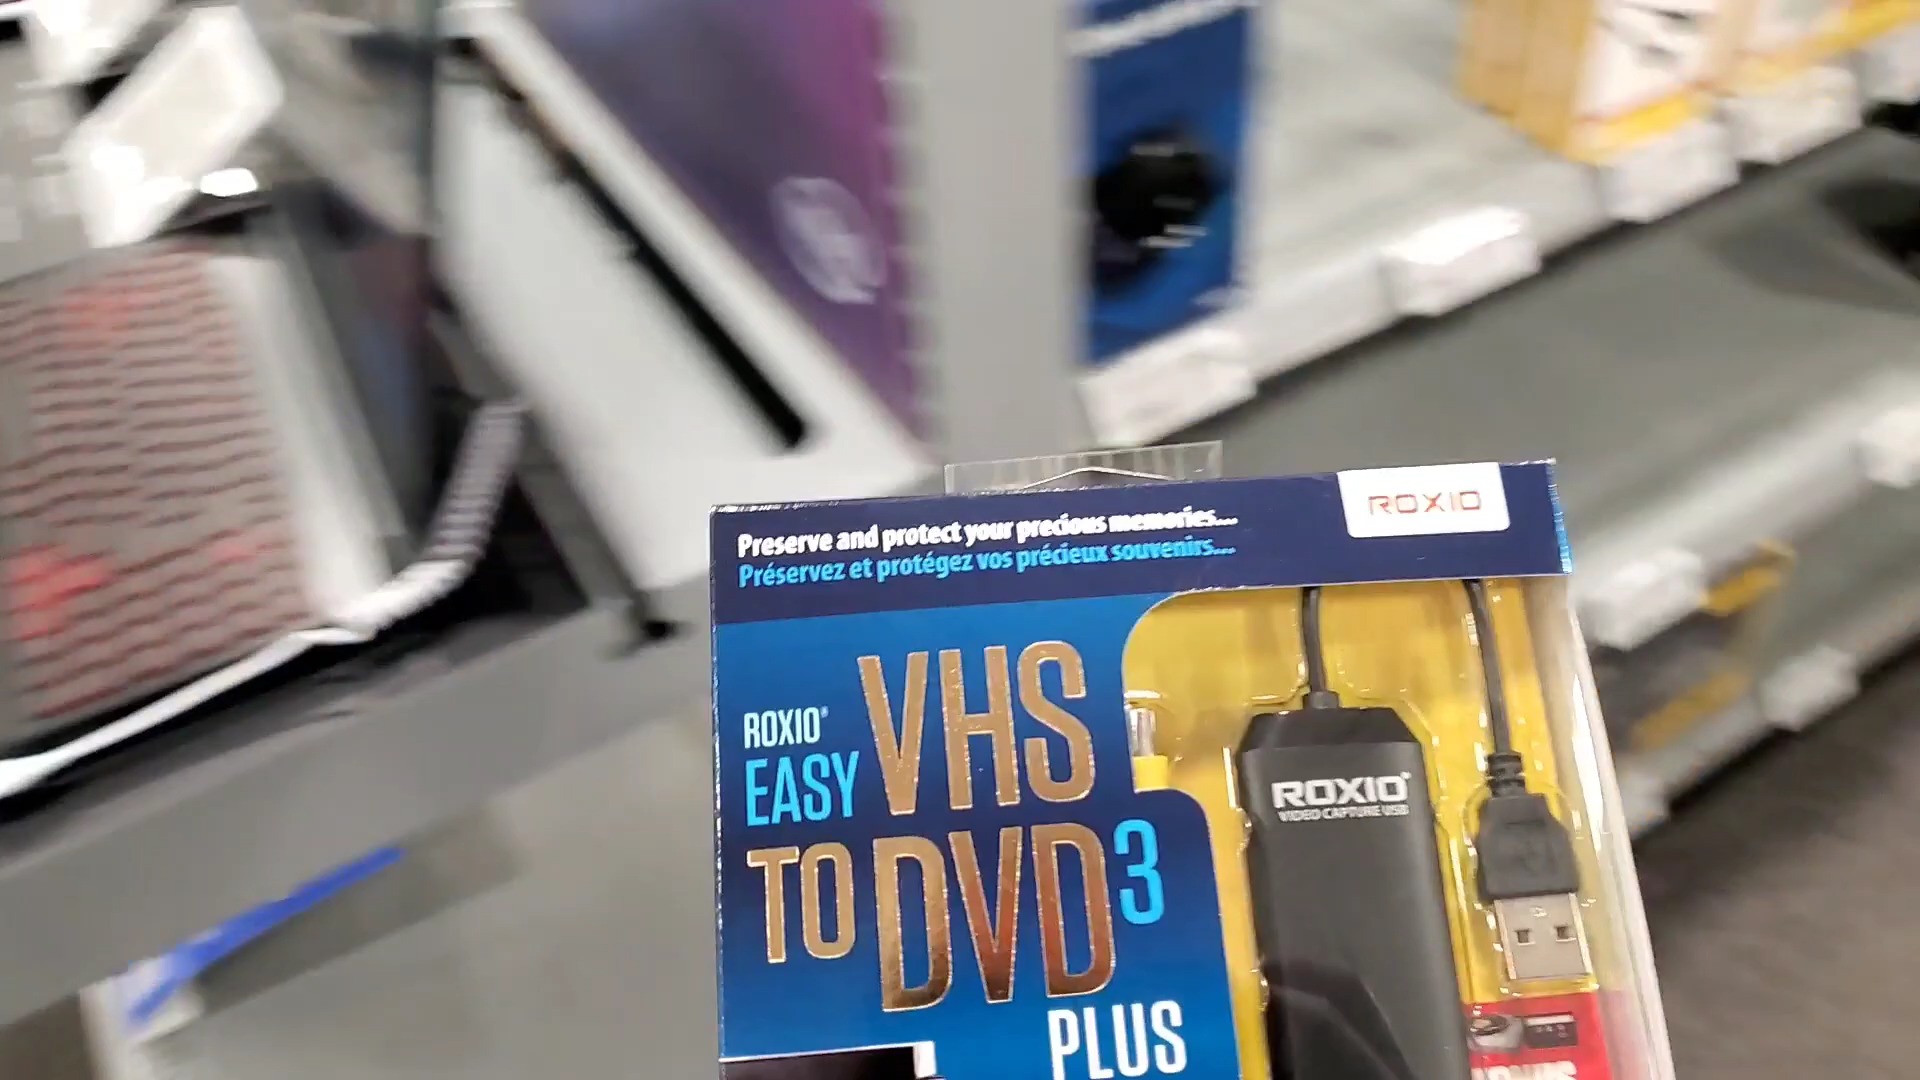 Preserve and protect your precious memories....
Préservez et protégez vos précieux souvenirs....
ROXIO
ROXIO®
EASY VHS
TO DVD 3
PLUS
ROXIO®
VIDEO CAPTURE USB